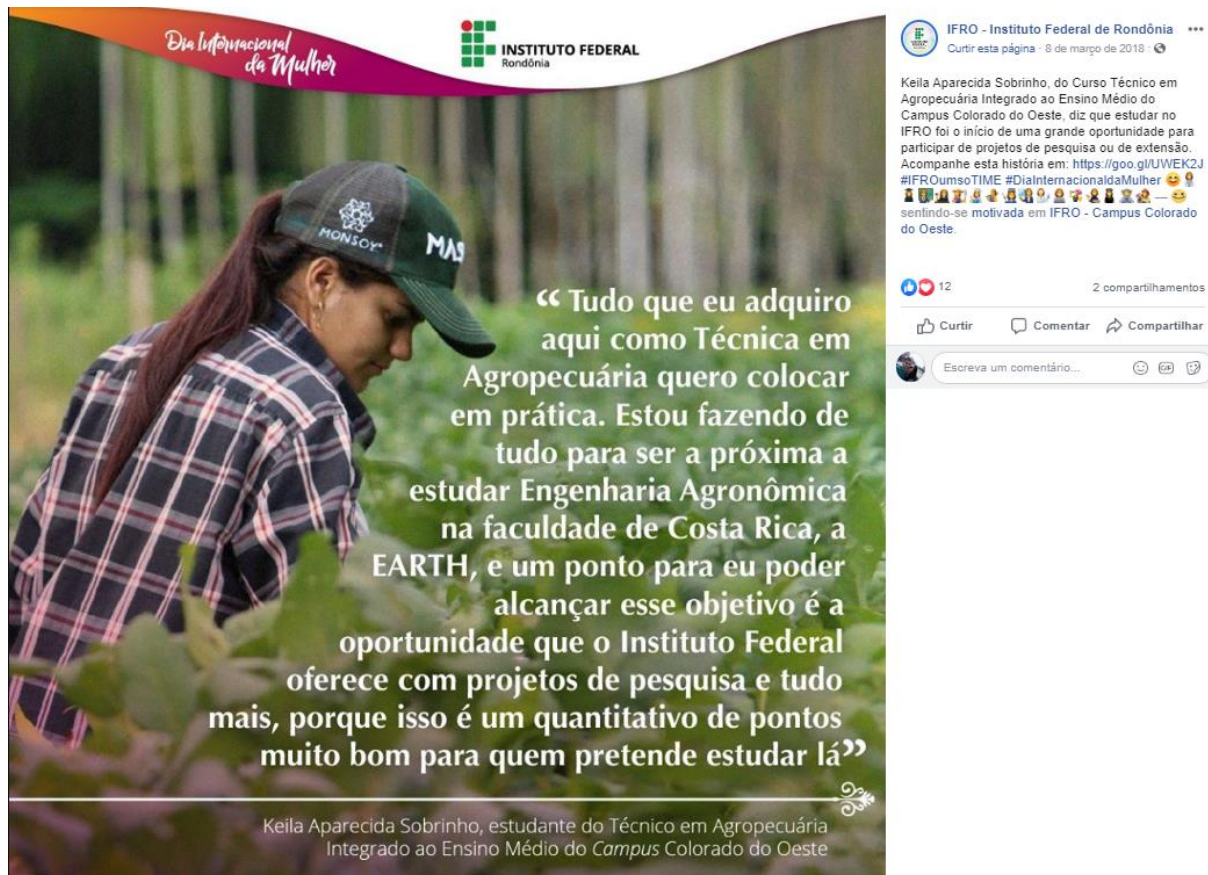 Dia Internacional
da Mulher
INSTITUTO FEDERAL
Rondônia
MONSOY
MAS
“ Tudo que eu adquiro
aqui como Técnica em
Agropecuária quero colocar
em prática. Estou fazendo de
tudo para ser a próxima a
estudar Engenharia Agronômica
na faculdade de Costa Rica, a
EARTH, e um ponto para eu poder
alcançar esse objetivo é a
oportunidade que o Instituto Federal
oferece com projetos de pesquisa e tudo
mais, porque isso é um quantitativo de pontos
muito bom para quem pretende estudar lá”
Keila Aparecida Sobrinho, estudante do Técnico em Agropecuária
Integrado ao Ensino Médio do Campus Colorado do Oeste
IFRO - Instituto Federal de Rondônia
Curtir esta página · 8 de março de 2018 ·
Keila Aparecida Sobrinho, do Curso Técnico em
Agropecuária Integrado ao Ensino Médio do
Campus Colorado do Oeste, diz que estudar no
IFRO foi o início de uma grande oportunidade para
participar de projetos de pesquisa ou de extensão.
Acompanhe esta história em: https://goo.gl/UWEK2J
#IFROumsoTIME #DiaInternacionaldaMulher
—
sentindo-se motivada em IFRO - Campus Colorado
do Oeste.
12
2 compartilhamentos
Curtir Comentar Compartilhar
Escreva um comentário...
GIF